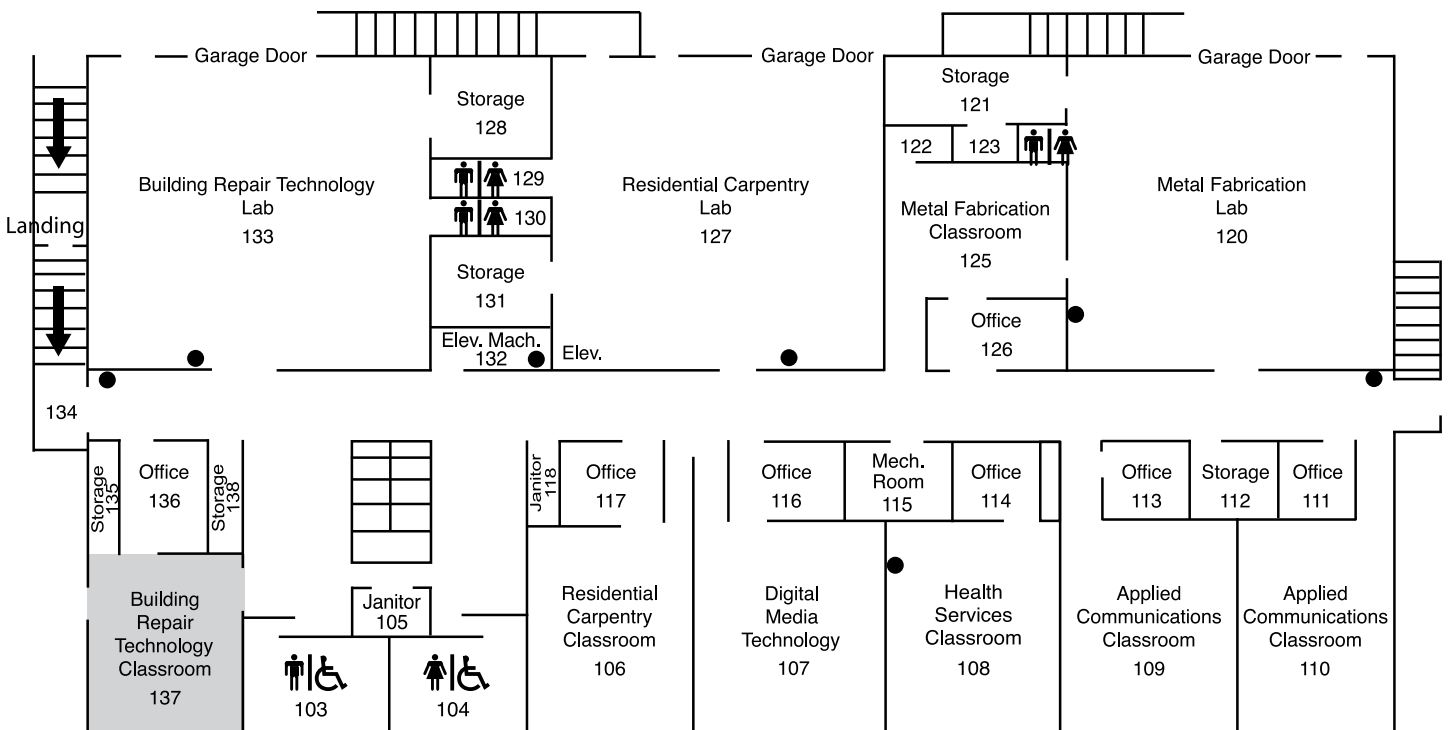 Garage Door
Garage Door
Garage Door
Storage
128
Storage
121
122
123
129
130
Building Repair Technology
Lab
133
Residential Carpentry
Lab
127
Metal Fabrication
Classroom
125
Metal Fabrication
Lab
120
Landing
Storage
131
Elev. Mach.
132
Elev.
Office
126
134
Storage
135
Office
136
Storage
138
Janitor
118
Office
117
Office
116
Mech.
Room
115
Office
114
Office
113
Storage
112
Office
111
Building
Repair
Technology
Classroom
137
Janitor
105
103
104
Residential
Carpentry
Classroom
106
Digital
Media
Technology
107
Health
Services
Classroom
108
Applied
Communications
Classroom
109
Applied
Communications
Classroom
110